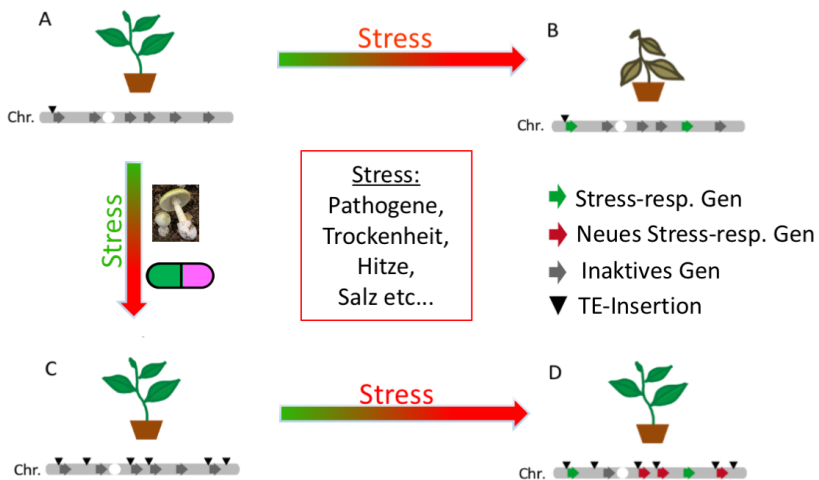 A
Stress
B
Chr.
Chr.
Stress
Stress:
Pathogene,
Trockenheit,
Hitze,
Salz etc...
Stress-resp. Gen
Neues Stress-resp. Gen
Inaktives Gen
TE-Insertion
C
Stress
D
Chr.
Chr.